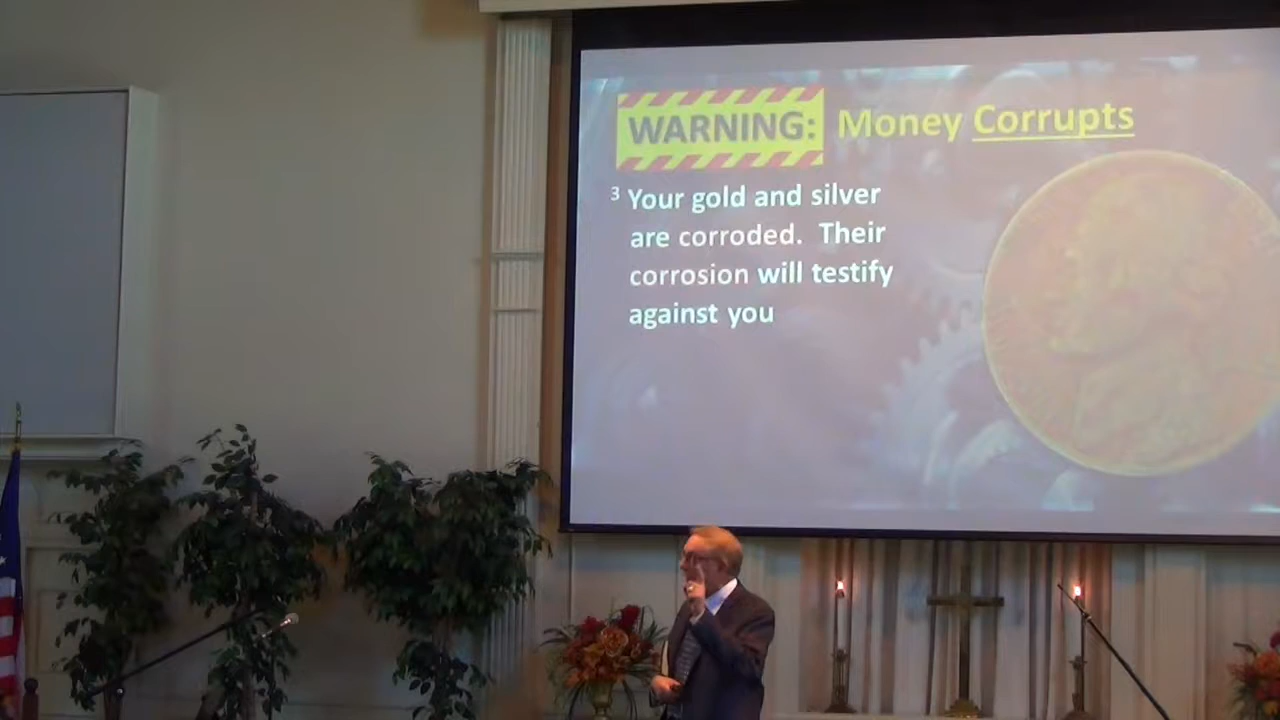 WARNING: Money Corrupts
3 Your gold and silver
are corroded. Their
corrosion will testify
against you